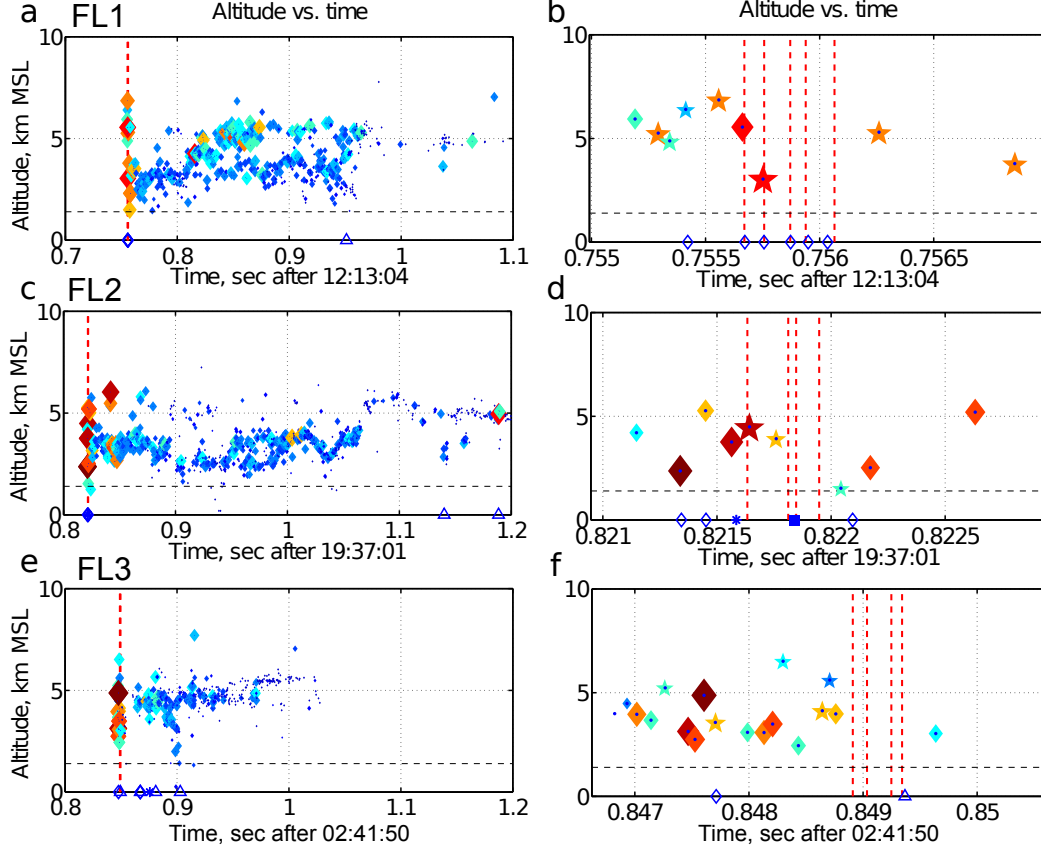 a FL1 Altitude vs. time
b Altitude vs. time
Altitude, km MSL
10
5
0
0.7 0.8 0.9 1 1.1
Time, sec after 12:13:04
10
5
0
0.755 0.7555 0.756 0.7565
Time, sec after 12:13:04
c FL2
d
Altitude, km MSL
10
5
0
0.8 0.9 1 1.1 1.2
Time, sec after 19:37:01
10
5
0
0.821 0.8215 0.822 0.8225
Time, sec after 19:37:01
e FL3
f
Altitude, km MSL
10
5
0
0.8 0.9 1 1.1 1.2
Time, sec after 02:41:50
10
5
0
0.847 0.848 0.849 0.85
Time, sec after 02:41:50